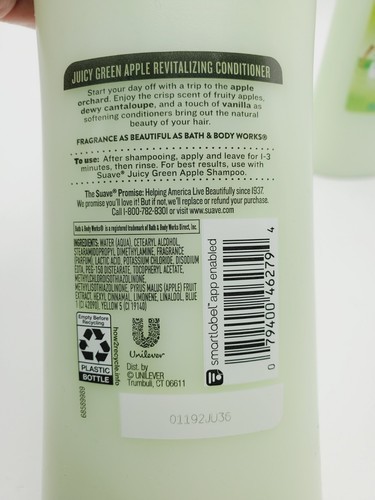 JUICY GREEN APPLE REVITALIZING CONDITIONER
Start your day off with a trip to the apple
orchard. Enjoy the crisp scent of fruity apples,
dewy cantaloupe, and a touch of vanilla as
softening conditioners bring out the natural
beauty of your hair.
FRAGRANCE AS BEAUTIFUL AS BATH & BODY WORKS®
To use: After shampooing, apply and leave for 1-3
minutes, then rinse. For best results, use with
Suave® Juicy Green Apple Shampoo.
The Suave® Promise: Helping America Live Beautifully since 1937.
We promise you'll love it! But if not, we'll replace or refund your purchase.
Call 1-800-782-8301 or visit www.suave.com
Bath & Body Works® is a registered trademark of Bath & Body Works Direct, Inc.
INGREDIENTS: WATER (AQUA), CETEARYL ALCOHOL,
STEARAMIDOPROPYL DIMETHYLAMINE, FRAGRANCE
(PARFUM), LACTIC ACID, POTASSIUM CHLORIDE, DISODIUM
EDTA, PEG-150 DISTEARATE, TOCOPHERYL ACETATE,
METHYLCHLOROISOTHIAZOLINONE,
METHYLISOTHIAZOLINONE, PYRUS MALUS (APPLE) FRUIT
EXTRACT, HEXYL CINNAMAL, LIMONENE, LINALOOL, BLUE
1 (CI 42090), YELLOW 5 (CI 19140)
smartlabel™ app enabled
0 79400 46279 4
Empty Before
Recycling
PLASTIC
BOTTLE
how2recycle.info
Unilever
Dist. by
© UNILEVER
Trumbull, CT 06611
68589889
01192JU36